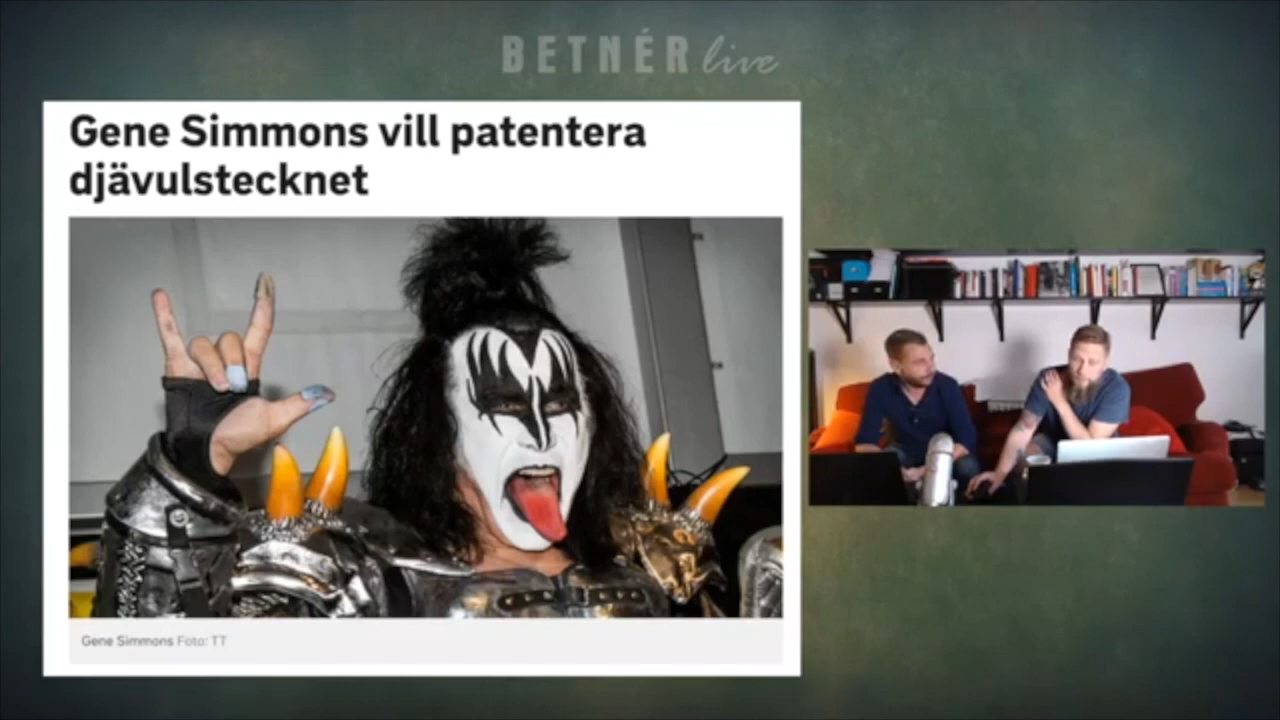 BETNÉR live
Gene Simmons vill patentera
djävulstecknet
Gene Simmons Foto: TT